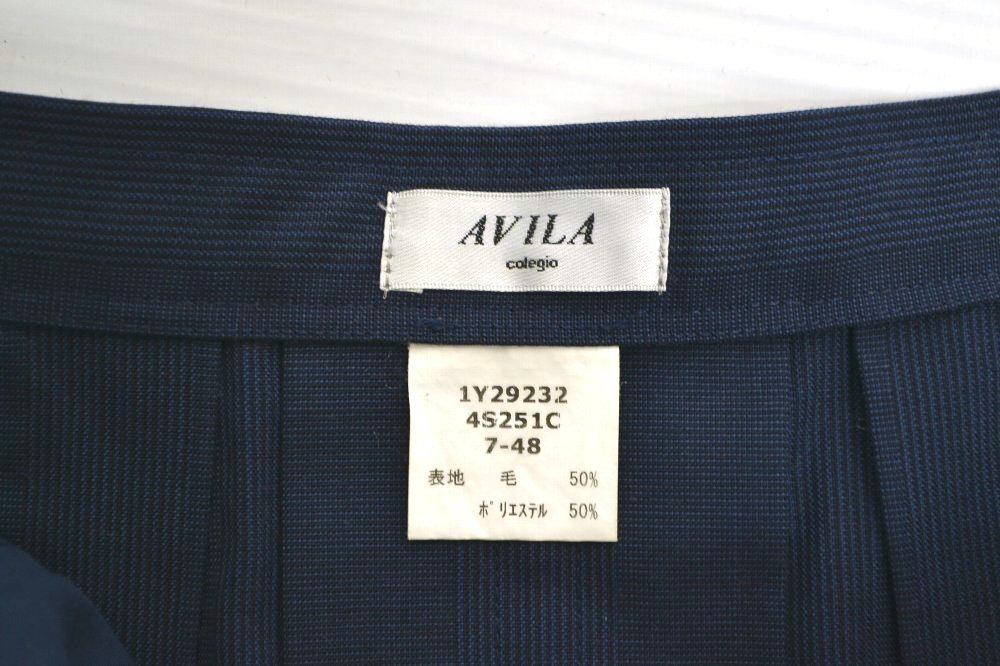 AVILA
colegio
1Y29232
4S251C
7-48
表地 毛 50%
ポリエステル 50%